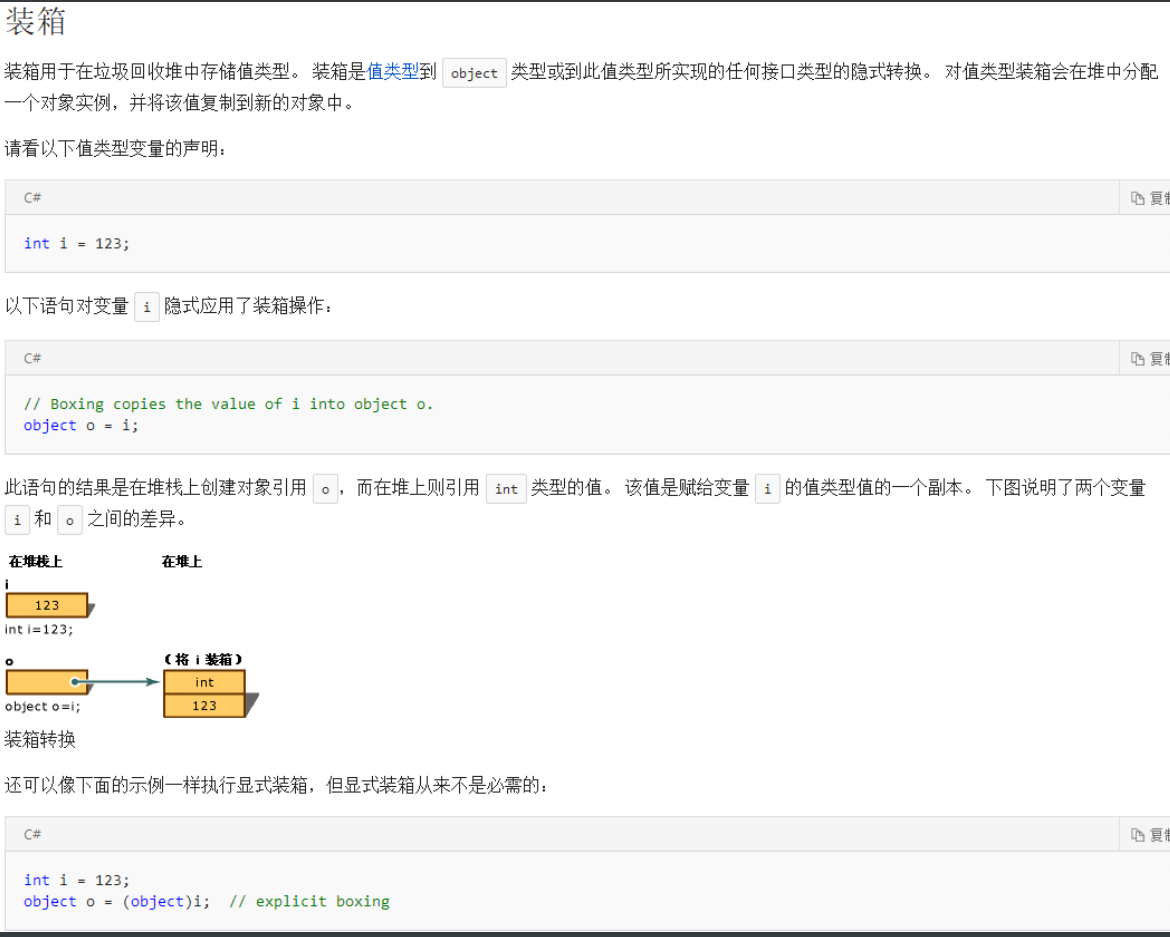 装箱
装箱用于在垃圾回收堆中存储值类型。 装箱是值类型到 object 类型或到此值类型所实现的任何接口类型的隐式转换。 对值类型装箱会在堆中分配
一个对象实例，并将该值复制到新的对象中。
请看以下值类型变量的声明：
C# 复制
int i = 123;
以下语句对变量 i 隐式应用了装箱操作：
C# 复制
// Boxing copies the value of i into object o.
object o = i;
此语句的结果是在堆栈上创建对象引用 o，而在堆上则引用 int 类型的值。 该值是赋给变量 i 的值类型值的一个副本。 下图说明了两个变量
i 和 o 之间的差异。
在堆栈上 在堆上
i
123
int i=123;
o （将 i 装箱）
int
123
object o=i;
装箱转换
还可以像下面的示例一样执行显式装箱，但显式装箱从来不是必需的：
C# 复制
int i = 123;
object o = (object)i;  // explicit boxing